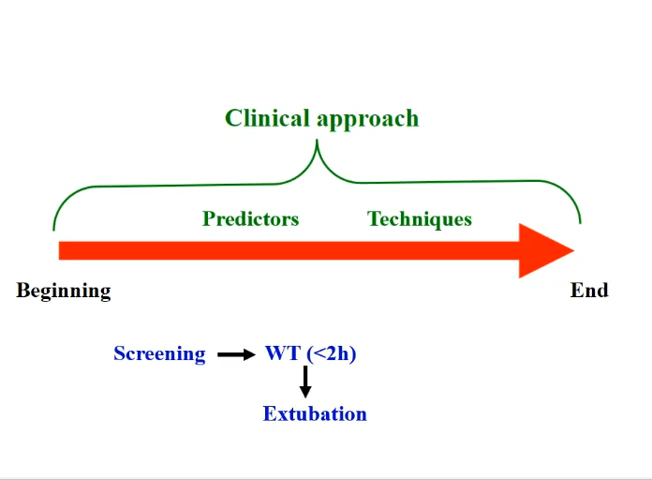 Clinical approach
Predictors Techniques
Beginning End
Screening WT (<2h)
Extubation